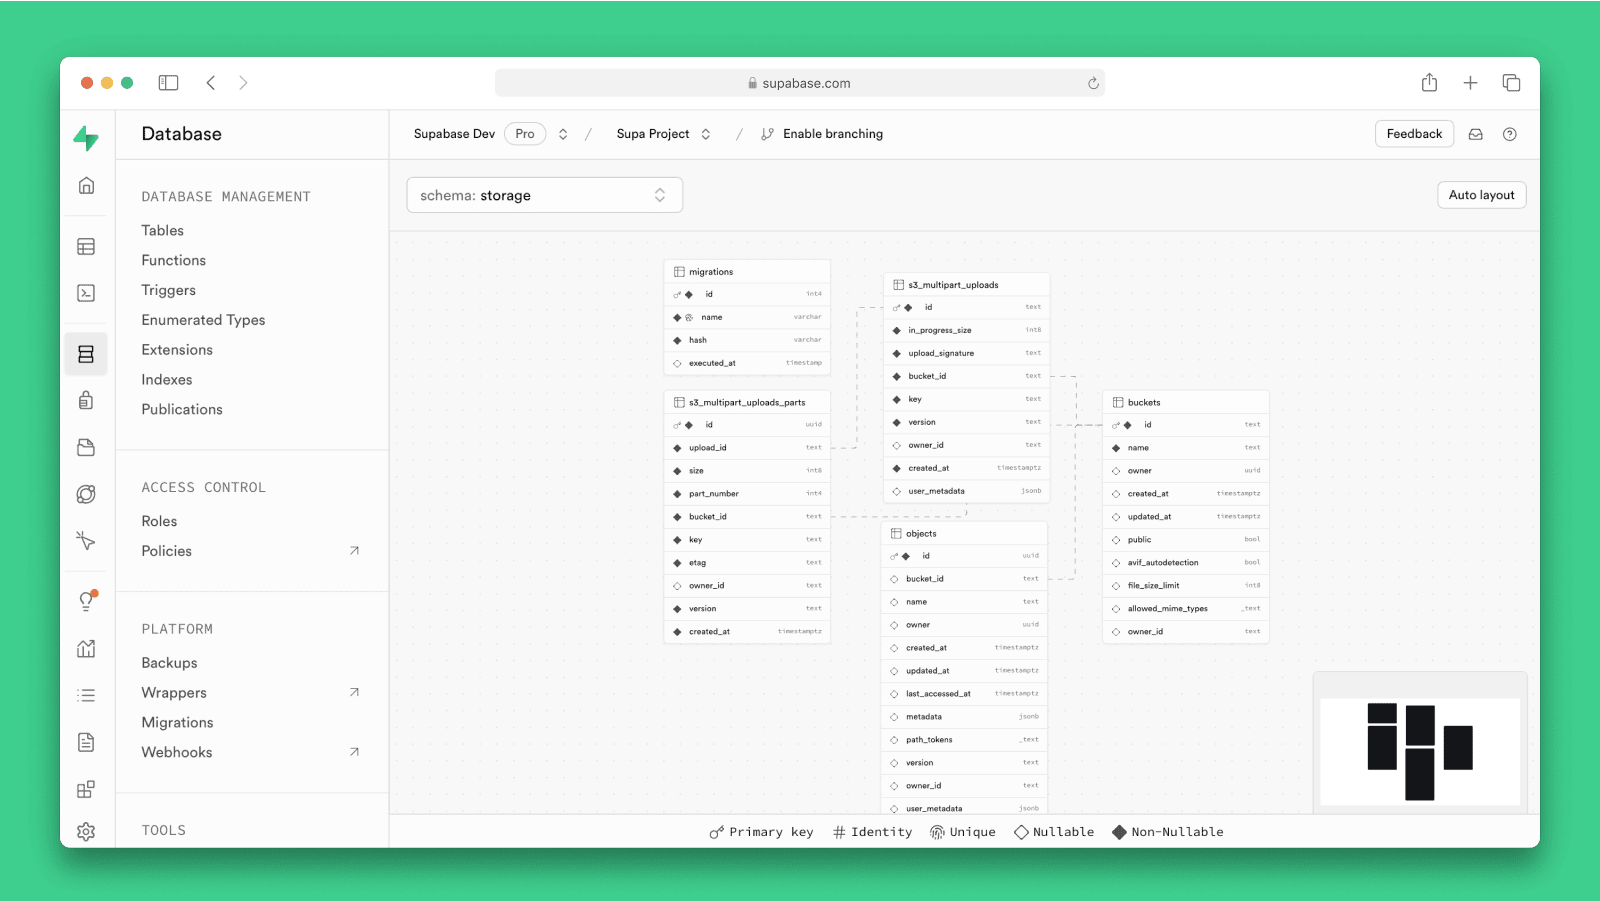 supabase.com
Database
Supabase Dev Pro / Supa Project / Enable branching
Feedback
DATABASE MANAGEMENT
Tables
Functions
Triggers
Enumerated Types
Extensions
Indexes
Publications
ACCESS CONTROL
Roles
Policies
PLATFORM
Backups
Wrappers
Migrations
Webhooks
TOOLS
schema: storage
Auto layout
migrations
id int4
name varchar
hash varchar
executed_at timestamp
s3_multipart_uploads_parts
id uuid
upload_id text
size int8
part_number int4
bucket_id text
key text
etag text
owner_id text
version text
created_at timestamptz
s3_multipart_uploads
id text
in_progress_size int8
upload_signature text
bucket_id text
key text
version text
owner_id text
created_at timestamptz
user_metadata jsonb
objects
id uuid
bucket_id text
name text
owner uuid
created_at timestamptz
updated_at timestamptz
last_accessed_at timestamptz
metadata jsonb
path_tokens _text
version text
owner_id text
user_metadata jsonb
buckets
id text
name text
owner uuid
created_at timestamptz
updated_at timestamptz
public bool
avif_autodetection bool
file_size_limit int8
allowed_mime_types _text
owner_id text
Primary key # Identity Unique Nullable Non-Nullable